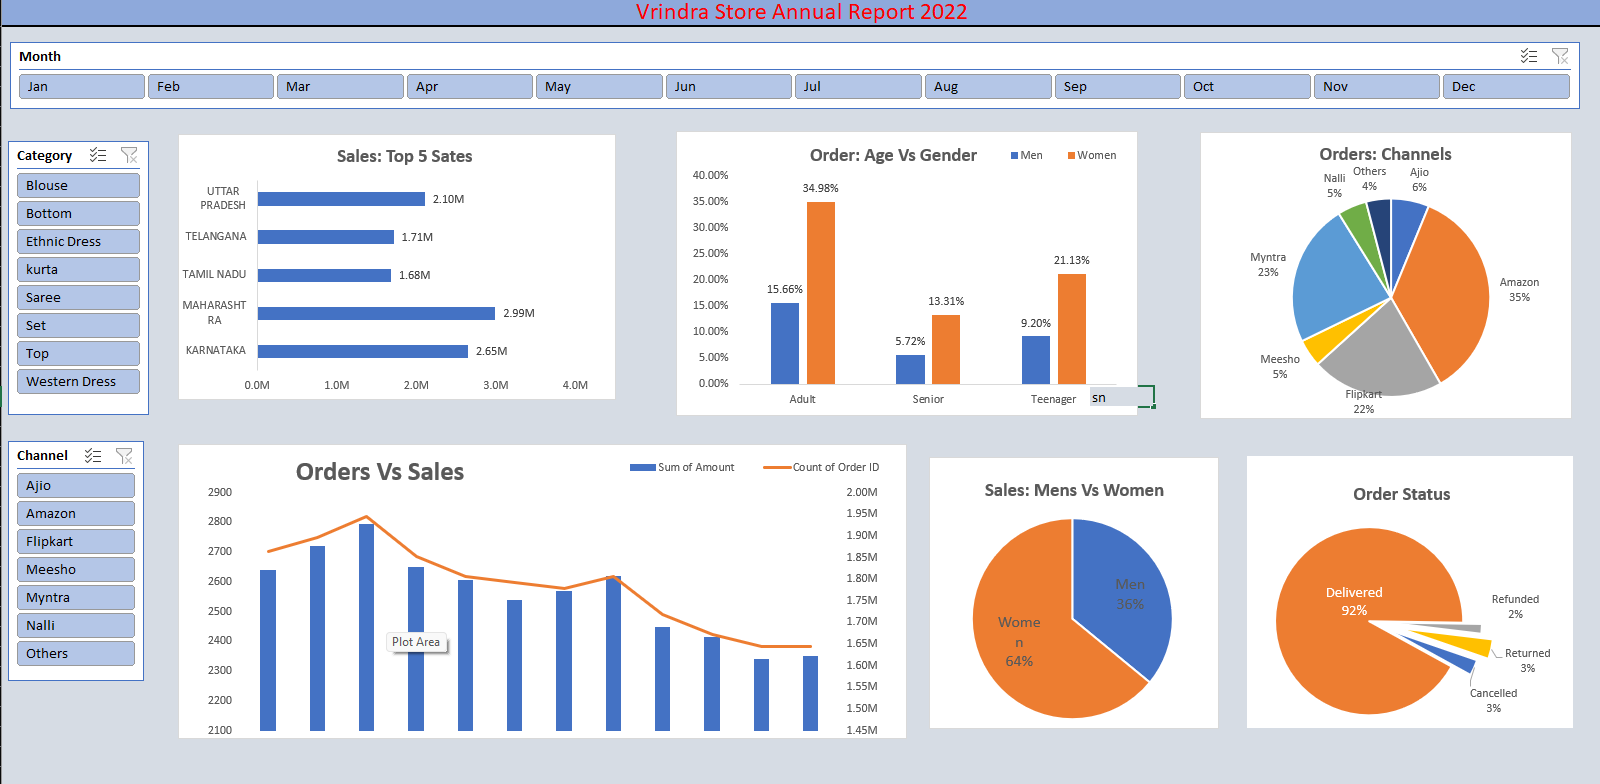 Vrindra Store Annual Report 2022
Month
Jan Feb Mar Apr May Jun Jul Aug Sep Oct Nov Dec
Category
Blouse
Bottom
Ethnic Dress
kurta
Saree
Set
Top
Western Dress
Sales: Top 5 Sates
UTTAR
PRADESH
2.10M
TELANGANA
1.71M
TAMIL NADU
1.68M
MAHARASHT
RA
2.99M
KARNATAKA
2.65M
0.0M 1.0M 2.0M 3.0M 4.0M
Order: Age Vs Gender
Men Women
40.00%
35.00%
30.00%
25.00%
20.00%
15.00%
10.00%
5.00%
0.00%
15.66%
34.98%
5.72%
13.31%
9.20%
21.13%
Adult Senior Teenager
sn
Orders: Channels
Ajio
6%
Amazon
35%
Flipkart
22%
Meesho
5%
Myntra
23%
Nalli
5%
Others
4%
Channel
Ajio
Amazon
Flipkart
Meesho
Myntra
Nalli
Others
Orders Vs Sales
Sum of Amount Count of Order ID
2900
2800
2700
2600
2500
2400
2300
2200
2100
2.00M
1.95M
1.90M
1.85M
1.80M
1.75M
1.70M
1.65M
1.60M
1.55M
1.50M
1.45M
Plot Area
Sales: Mens Vs Women
Men
36%
Wome
n
64%
Order Status
Delivered
92%
Refunded
2%
Returned
3%
Cancelled
3%